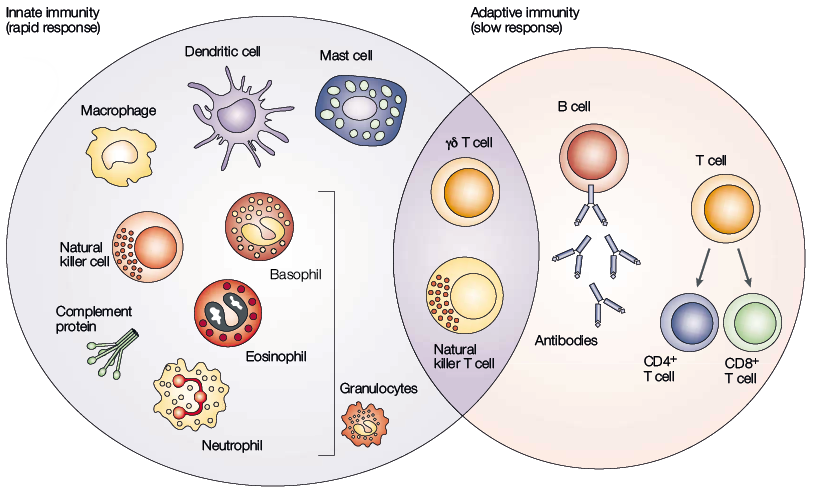 Innate immunity
(rapid response)
Adaptive immunity
(slow response)
Dendritic cell
Mast cell
Macrophage
B cell
γδ T cell
T cell
Natural
killer cell
Basophil
Complement
protein
Eosinophil
Antibodies
Natural
killer T cell
CD4+
T cell
CD8+
T cell
Granulocytes
Neutrophil